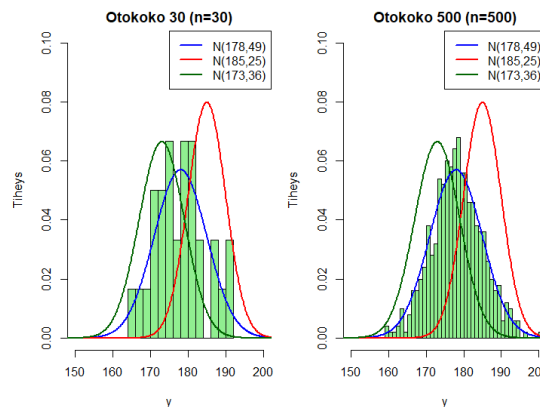 Otokoko 30 (n=30)
N(178,49)
N(185,25)
N(173,36)
Tiheys
0.00 0.02 0.04 0.06 0.08 0.10
150 160 170 180 190 200
y
Otokoko 500 (n=500)
N(178,49)
N(185,25)
N(173,36)
Tiheys
0.00 0.02 0.04 0.06 0.08 0.10
150 160 170 180 190 200
y